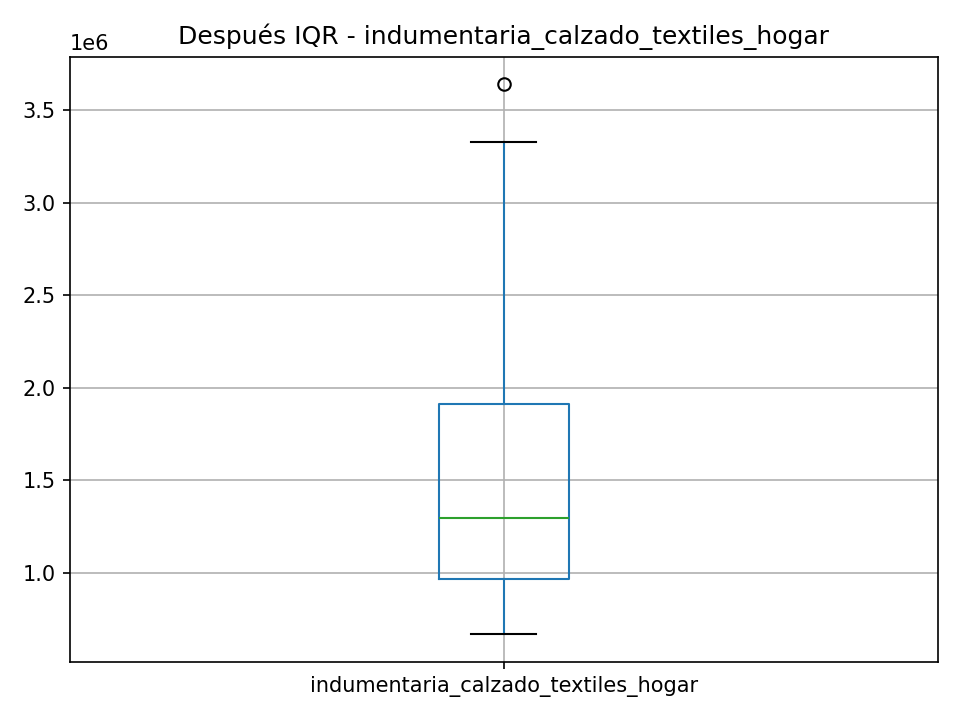 Después IQR - indumentaria_calzado_textiles_hogar
1e6
3.5
3.0
2.5
2.0
1.5
1.0
indumentaria_calzado_textiles_hogar